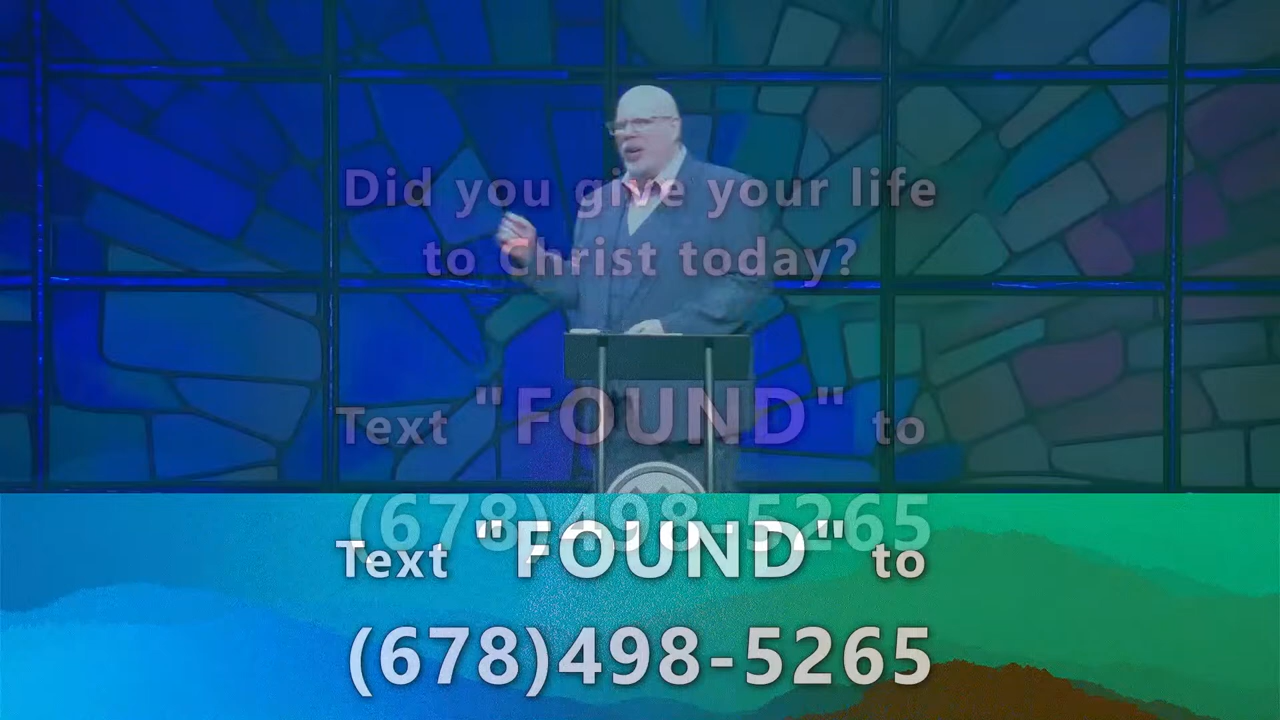 Did you give your life
to Christ today?
Text "FOUND" to
(678)498-5265
Text "FOUND" to
(678)498-5265